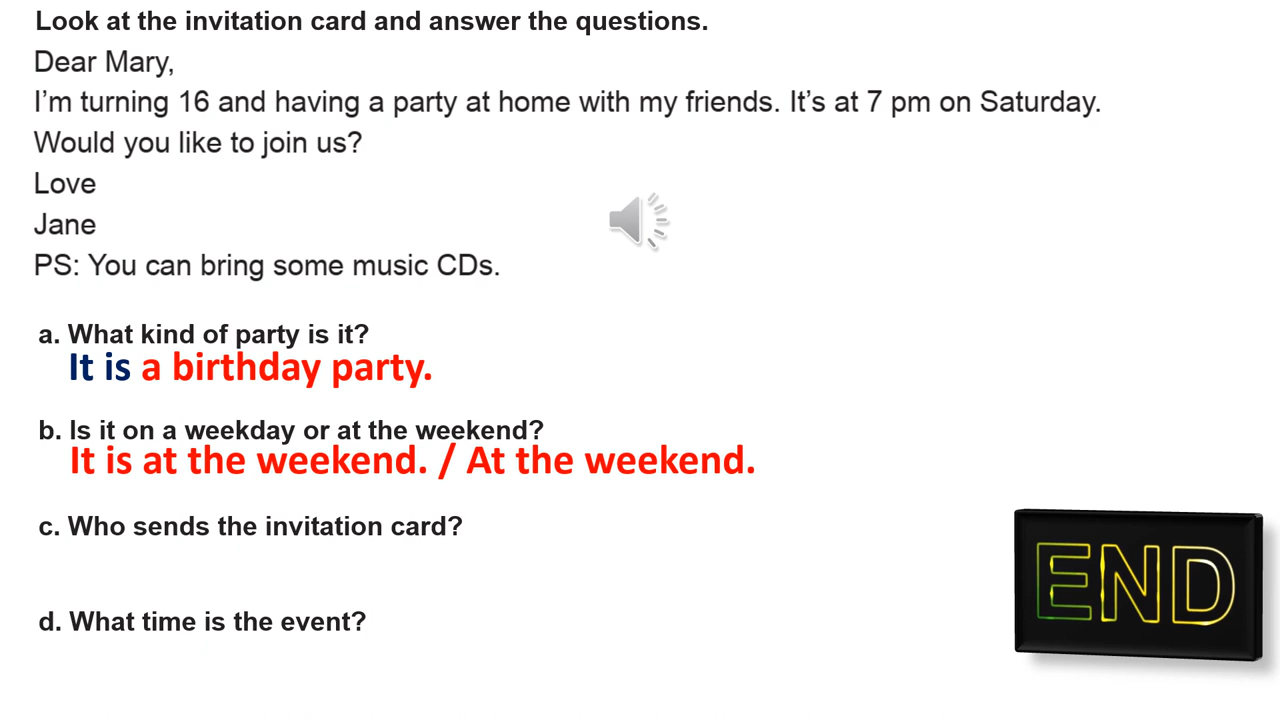 Look at the invitation card and answer the questions.
Dear Mary,
I’m turning 16 and having a party at home with my friends. It’s at 7 pm on Saturday.
Would you like to join us?
Love
Jane
PS: You can bring some music CDs.
a. What kind of party is it?
It is a birthday party.
b. Is it on a weekday or at the weekend?
It is at the weekend. / At the weekend.
c. Who sends the invitation card?
d. What time is the event?
END